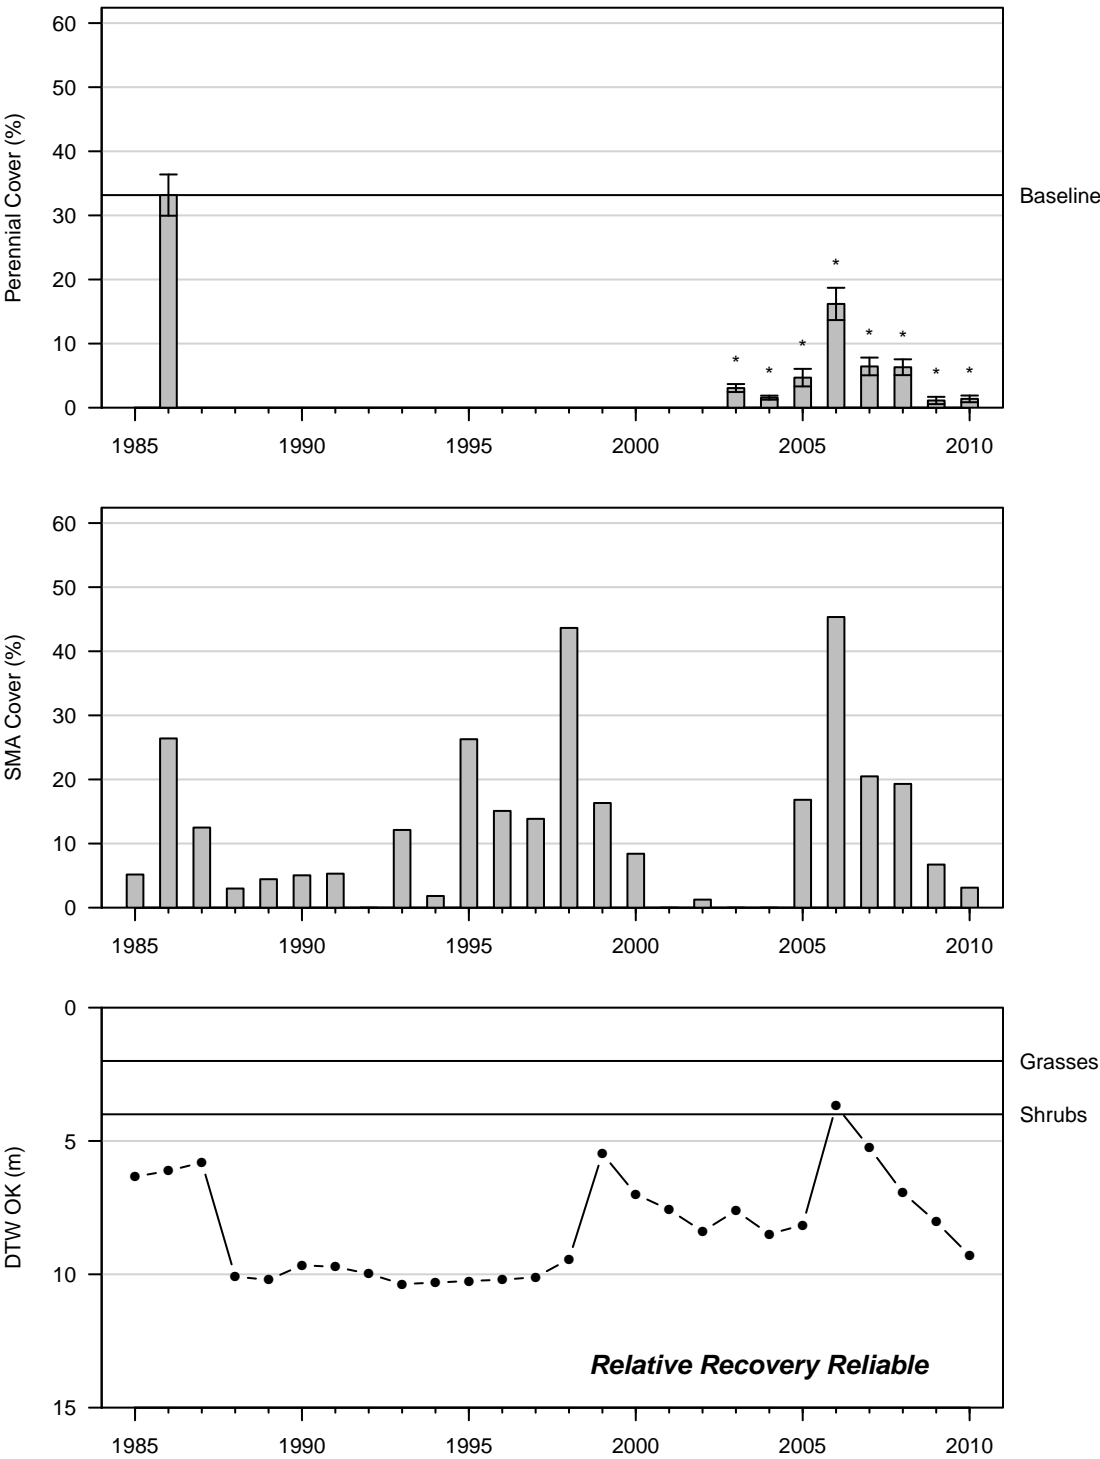 60
50
40
30
20
10
0
Perennial Cover (%)
Baseline
* * * * * * * *
1985 1990 1995 2000 2005 2010
60
50
40
30
20
10
0
SMA Cover (%)
1985 1990 1995 2000 2005 2010
0
5
10
15
DTW OK (m)
Grasses
Shrubs
Relative Recovery Reliable
1985 1990 1995 2000 2005 2010